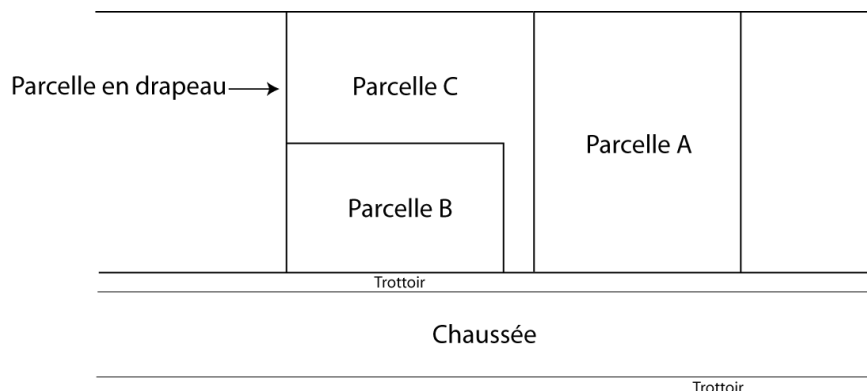 Parcelle en drapeau
Parcelle C
Parcelle A
Parcelle B
Trottoir
Chaussée
Trottoir